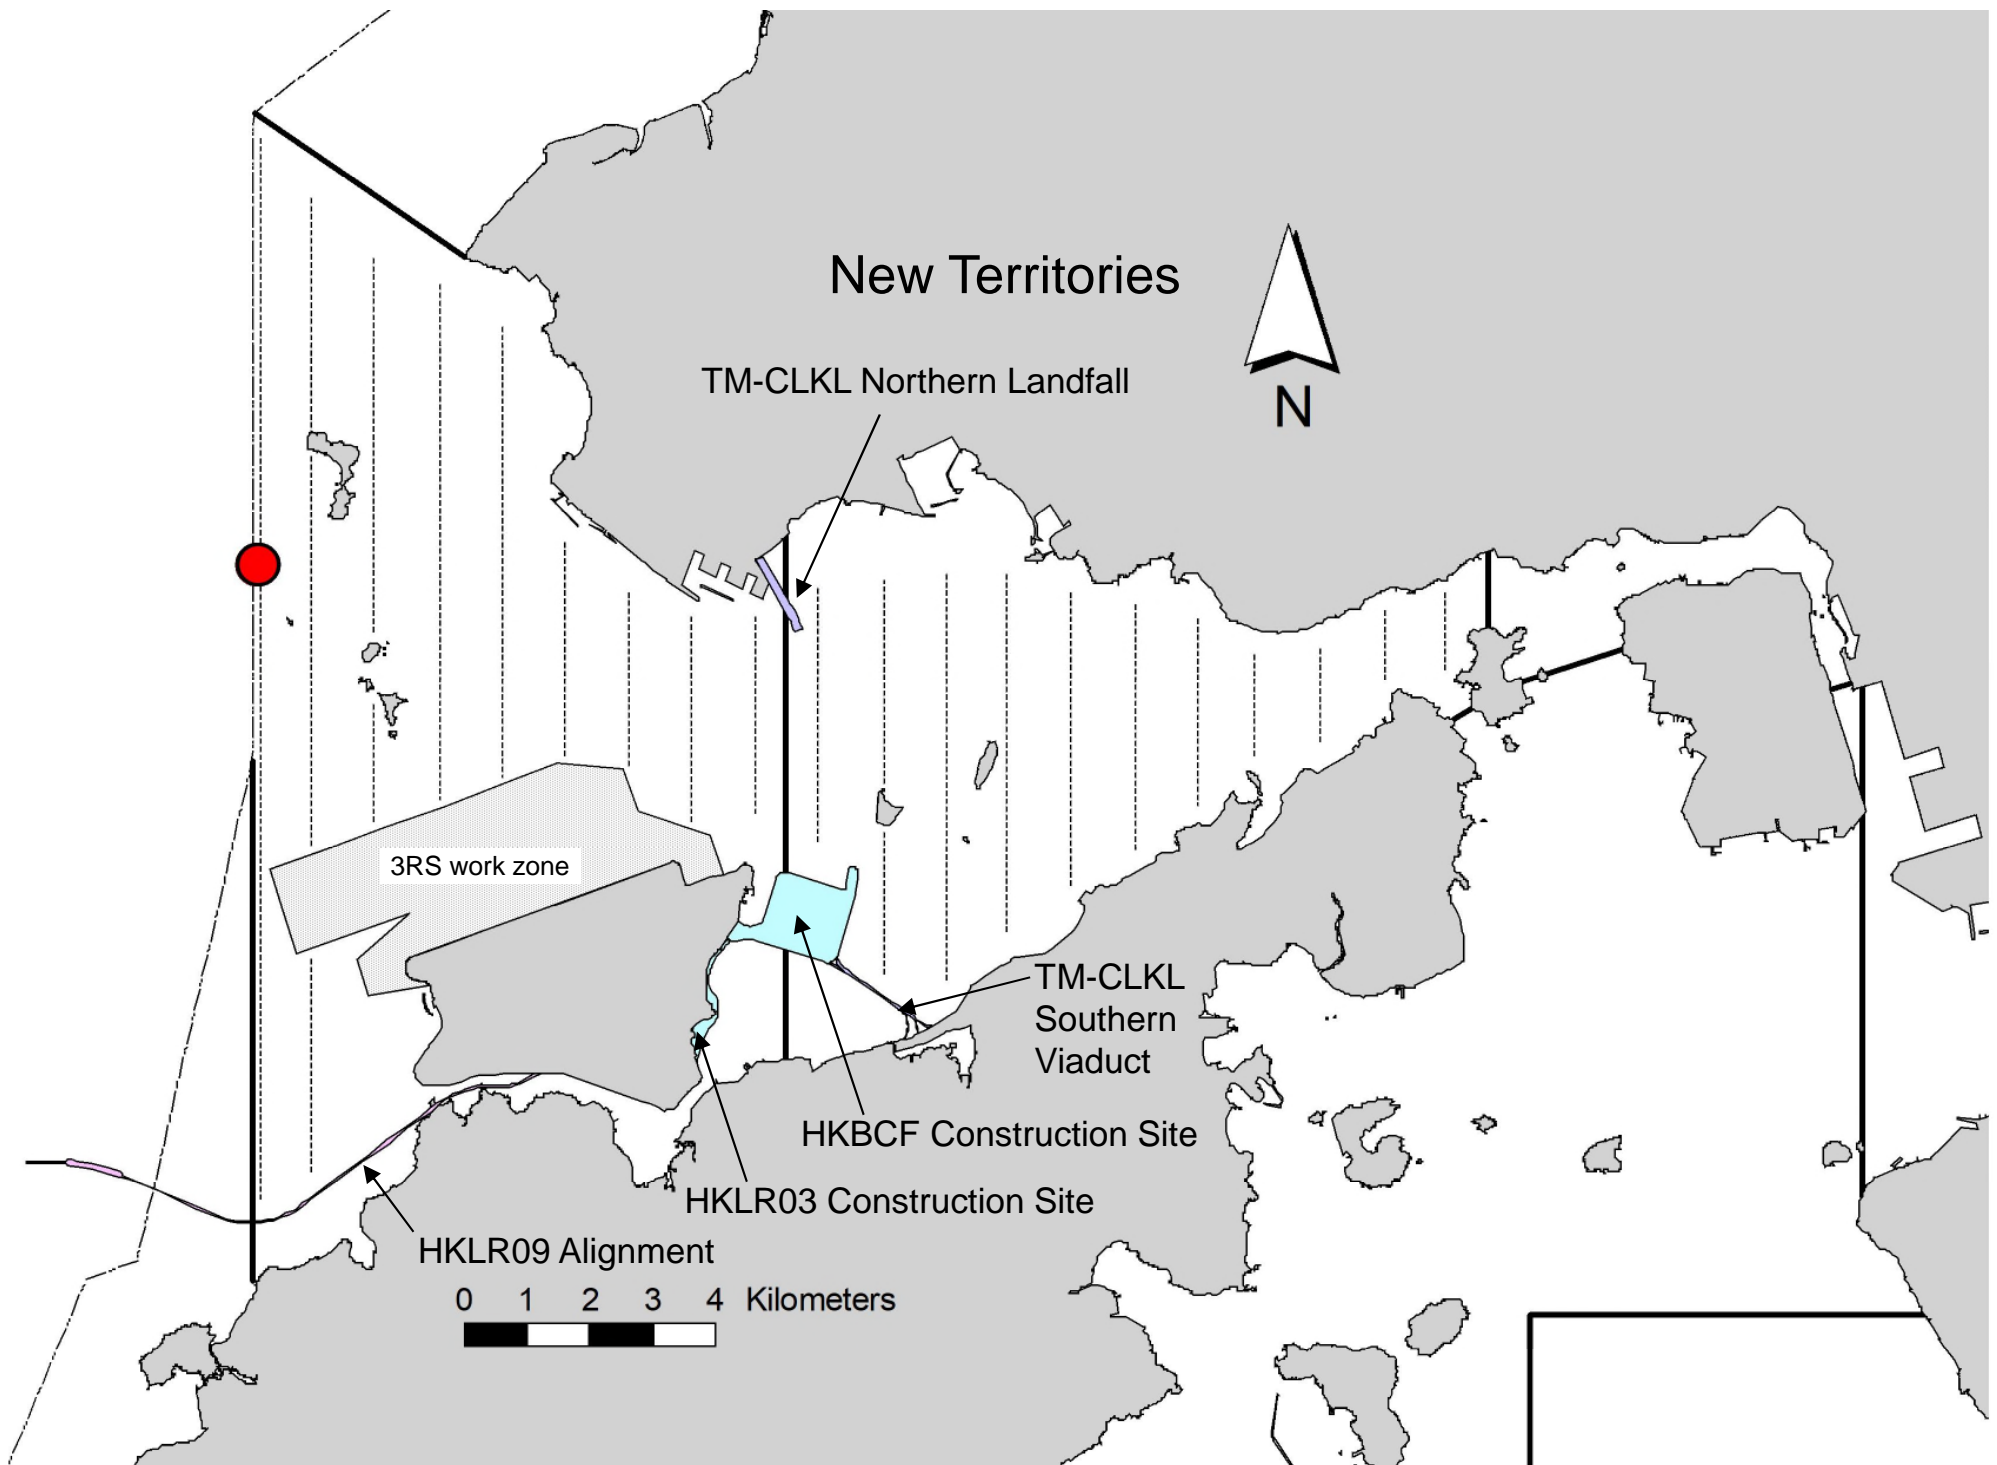 New Territories
TM-CLKL Northern Landfall
N
3RS work zone
TM-CLKL
Southern
Viaduct
HKBCF Construction Site
HKLR03 Construction Site
HKLR09 Alignment
0 1 2 3 4 Kilometers